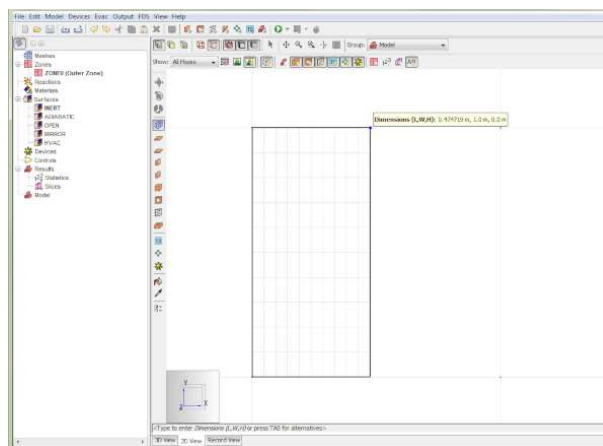 File Edit Model Devices Evac Output FDS View Help
Group: Model
Show: All Floors
Meshes
Zones
ZONE0 (Outer Zone)
Reactions
Materials
Surfaces
INERT
ADIABATIC
OPEN
MIRROR
HVAC
Devices
Controls
Results
Statistics
Slices
Model
Dimensions (L,W,H): 0.474719 m, 1.0 m, 0.0 m
Y
Z X
<Type to enter Dimensions (L,W,H) or press TAB for alternatives>
3D View 2D View Record View